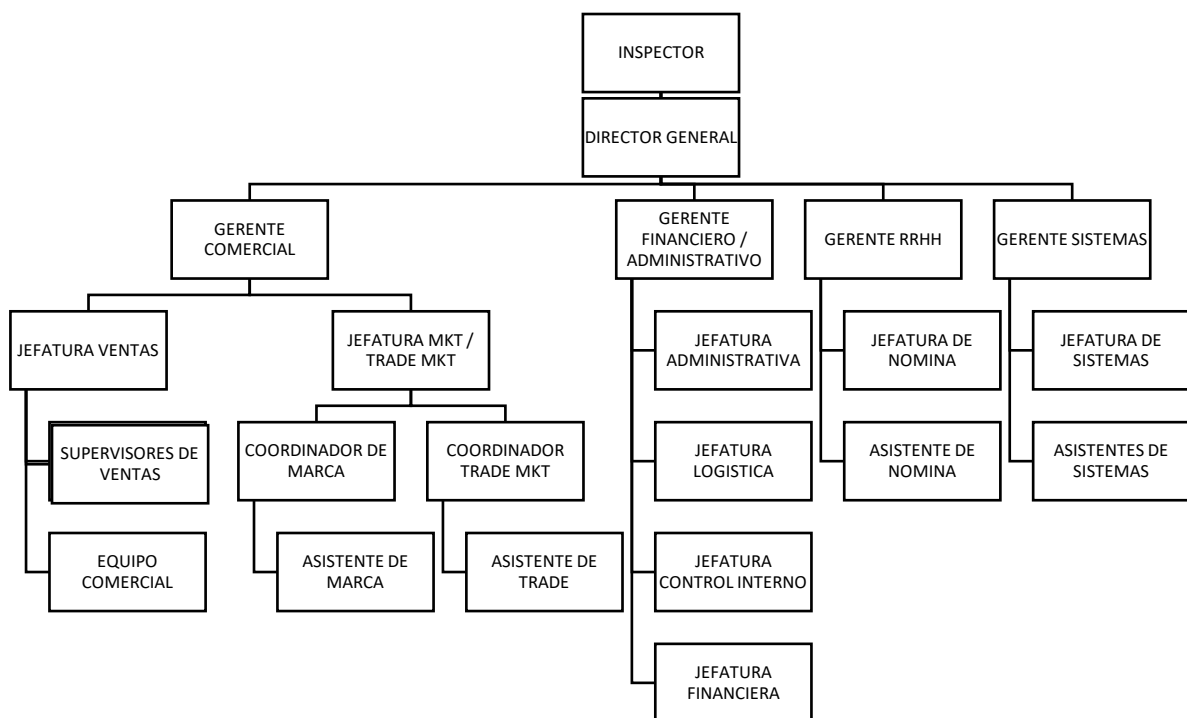 INSPECTOR
DIRECTOR GENERAL
GERENTE
COMERCIAL
GERENTE
FINANCIERO /
ADMINISTRATIVO
GERENTE RRHH
GERENTE SISTEMAS
JEFATURA VENTAS
JEFATURA MKT /
TRADE MKT
JEFATURA
ADMINISTRATIVA
JEFATURA DE
NOMINA
JEFATURA DE
SISTEMAS
SUPERVISORES DE
VENTAS
COORDINADOR DE
MARCA
COORDINADOR
TRADE MKT
JEFATURA
LOGISTICA
ASISTENTE DE
NOMINA
ASISTENTES DE
SISTEMAS
EQUIPO
COMERCIAL
ASISTENTE DE
MARCA
ASISTENTE DE
TRADE
JEFATURA
CONTROL INTERNO
JEFATURA
FINANCIERA